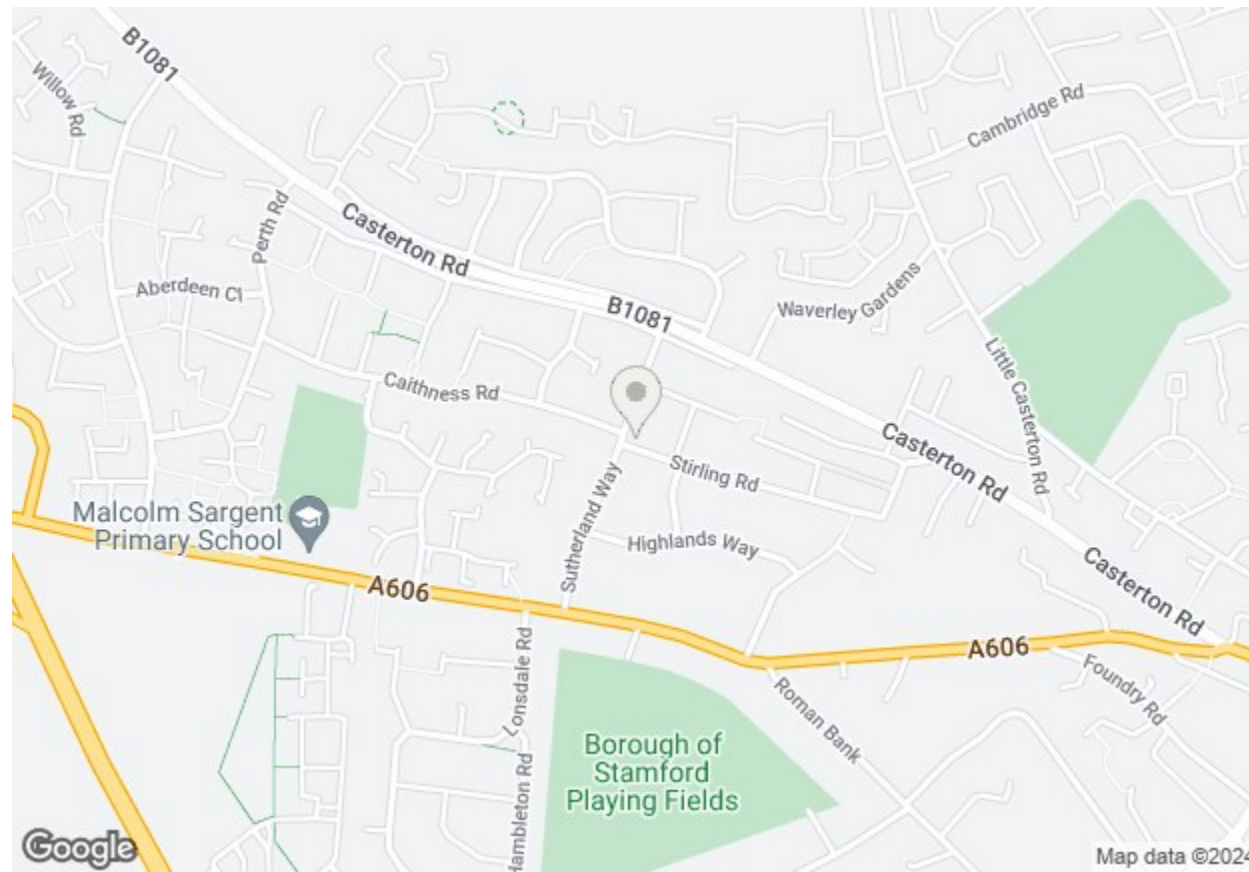 B1081
Willow Rd
Cambridge Rd
Perth Rd
Casterton Rd
Aberdeen Cl
B1081
Waverley Gardens
Little Casterton Rd
Caithness Rd
Casterton Rd
Stirling Rd
Sutherland Way
Malcolm Sargent
Primary School
Highlands Way
A606
Casterton Rd
A606
Lonsdale Rd
Foundry Rd
Roman Bank
Borough of
Stamford
Playing Fields
Hambleton Rd
Google
Map data ©2024